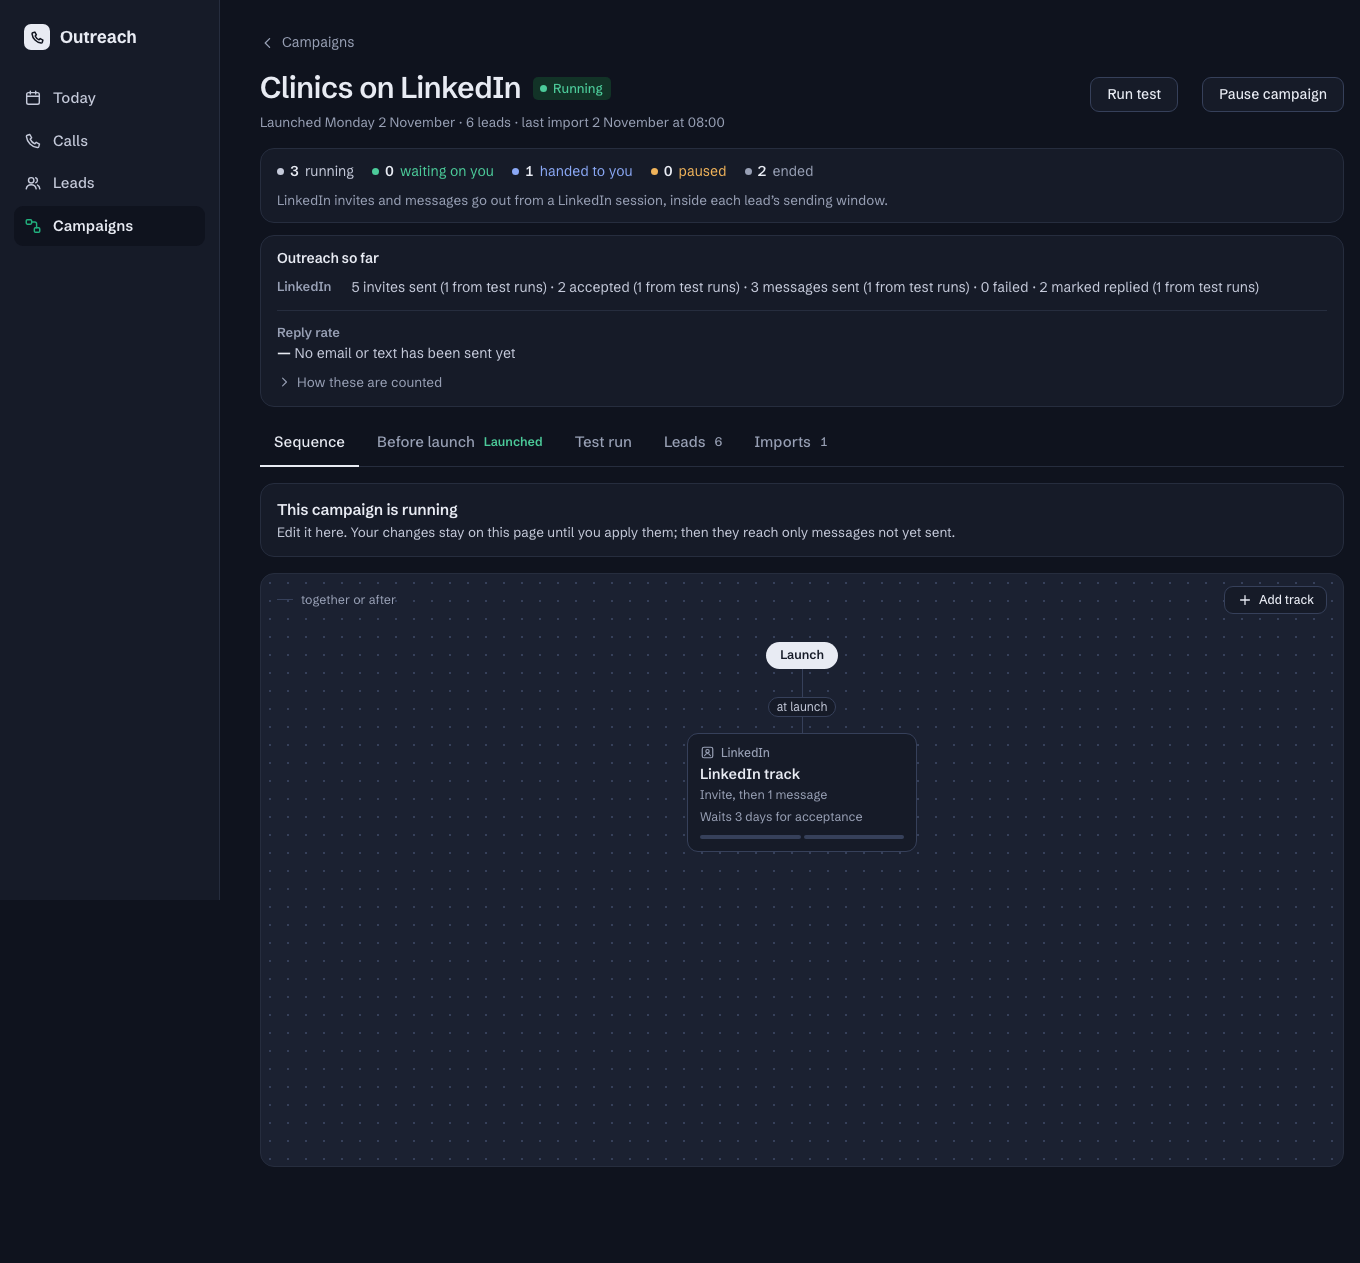 Outreach
Today
Calls
Leads
Campaigns
Campaigns
Clinics on LinkedIn Running
Launched Monday 2 November · 6 leads · last import 2 November at 08:00
Run test
Pause campaign
3 running 0 waiting on you 1 handed to you 0 paused 2 ended
LinkedIn invites and messages go out from a LinkedIn session, inside each lead’s sending window.
Outreach so far
LinkedIn 5 invites sent (1 from test runs) · 2 accepted (1 from test runs) · 3 messages sent (1 from test runs) · 0 failed · 2 marked replied (1 from test runs)
Reply rate
— No email or text has been sent yet
How these are counted
Sequence Before launch Launched Test run Leads 6 Imports 1
This campaign is running
Edit it here. Your changes stay on this page until you apply them; then they reach only messages not yet sent.
together or after
Add track
Launch
at launch
LinkedIn
LinkedIn track
Invite, then 1 message
Waits 3 days for acceptance